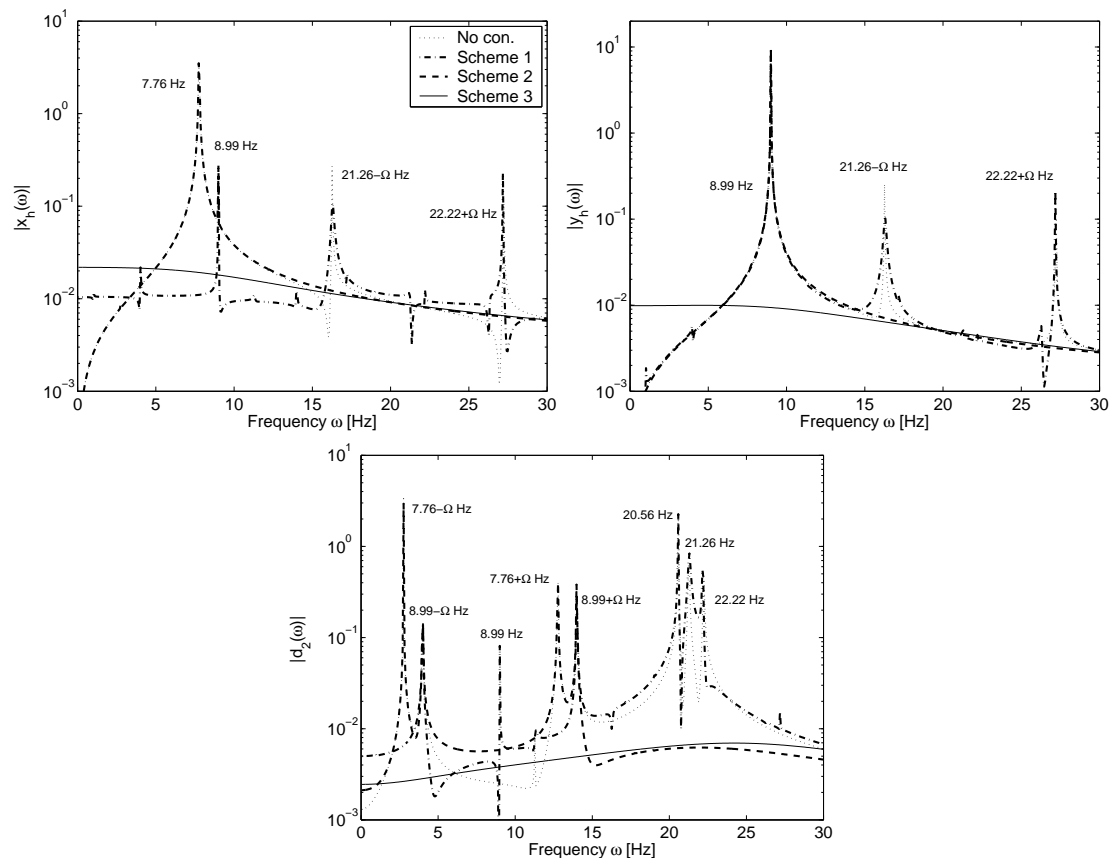 10^1
10^0
10^-1
10^-2
10^-3
|x_h(ω)|
7.76 Hz
8.99 Hz
21.26−Ω Hz
22.22+Ω Hz
No con.
Scheme 1
Scheme 2
Scheme 3
0 5 10 15 20 25 30
Frequency ω [Hz]
10^1
10^0
10^-1
10^-2
10^-3
|y_h(ω)|
8.99 Hz
21.26−Ω Hz
22.22+Ω Hz
0 5 10 15 20 25 30
Frequency ω [Hz]
10^1
10^0
10^-1
10^-2
10^-3
|d_2(ω)|
7.76−Ω Hz
8.99−Ω Hz
8.99 Hz
7.76+Ω Hz
8.99+Ω Hz
20.56 Hz
21.26 Hz
22.22 Hz
0 5 10 15 20 25 30
Frequency ω [Hz]